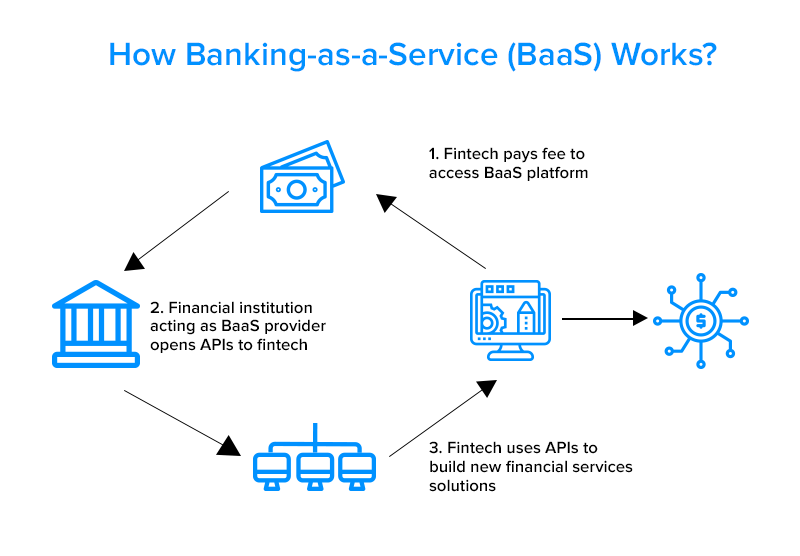 How Banking-as-a-Service (BaaS) Works?
1. Fintech pays fee to
access BaaS platform
2. Financial institution
acting as BaaS provider
opens APIs to fintech
$
3. Fintech uses APIs to
build new financial services
solutions